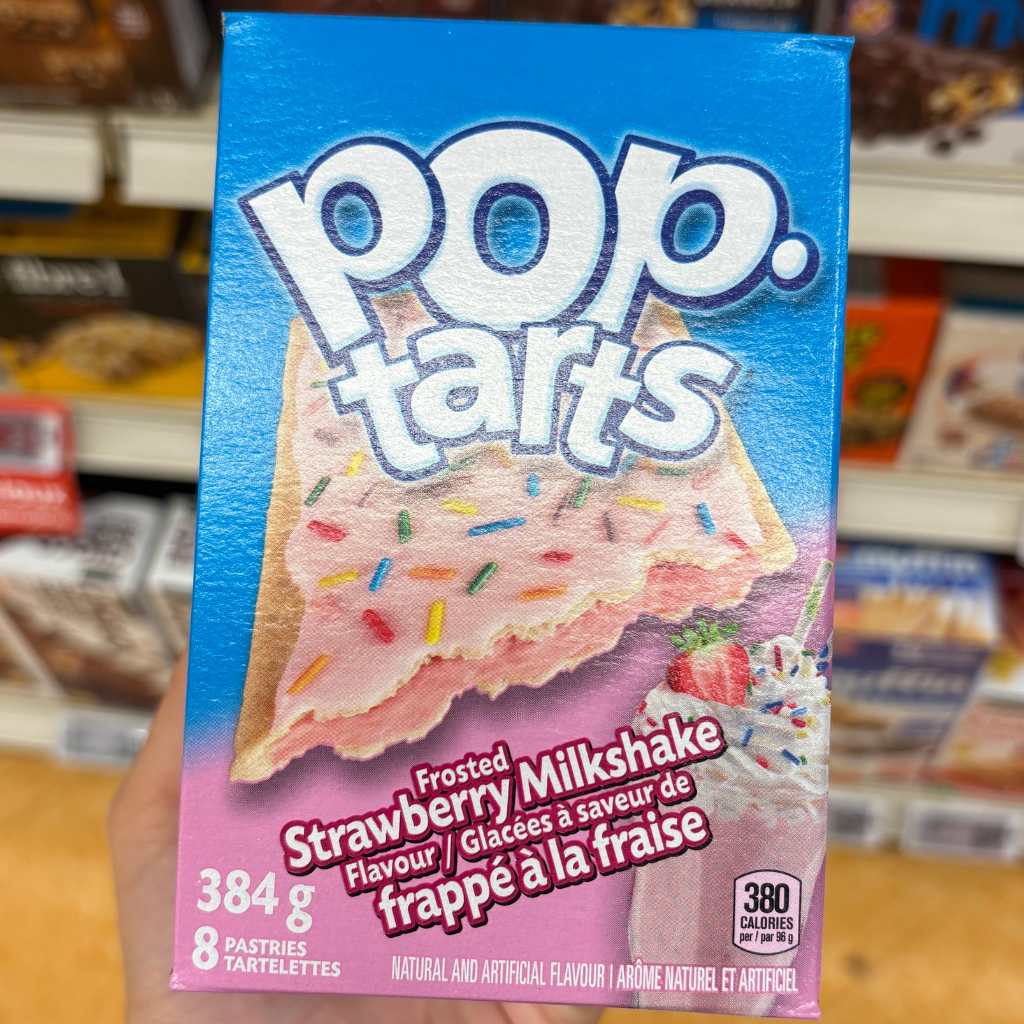 pop.
tarts
Frosted
Strawberry Milkshake
Flavour / Glacées à saveur de
frappé à la fraise
384 g
8 PASTRIES
TARTELETTES
380
CALORIES
per / par 96 g
NATURAL AND ARTIFICIAL FLAVOUR | ARÔME NATUREL ET ARTIFICIEL